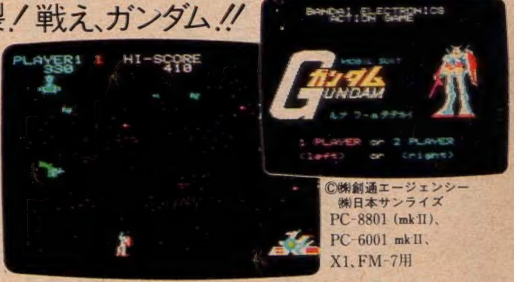 ! 戦え、ガンダム!!
PLAYER1 1 HI-SCORE
330 410
BANDAI ELECTRONICS
ACTION GAME
MOBIL SUIT
ガンダム
GUNDAM
1 PLAYER or 2 PLAYER
(left) or (right)
©㈱創通エージェンシー
㈱日本サンライズ
PC-8801 (mkⅡ)、
PC-6001 mkⅡ、
X1、FM-7用